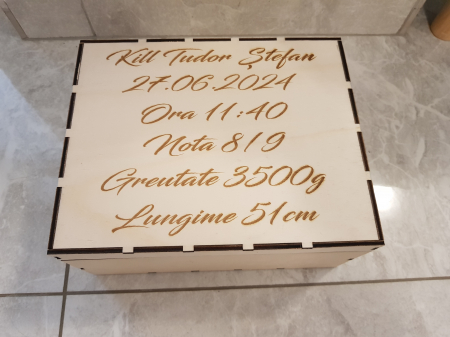 Kill Tudor Ștefan
27.06.2024
Ora 11:40
Nota 8/9
Greutate 3500g
Lungime 51cm